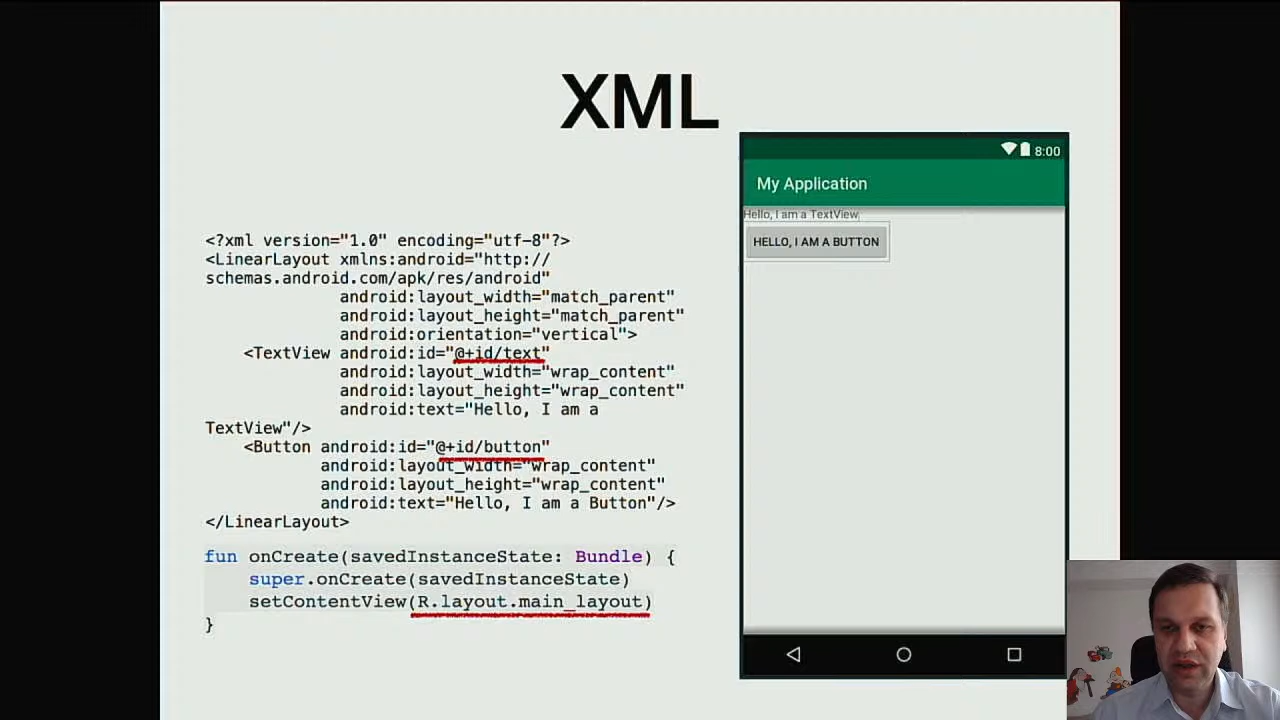 XML
<?xml version="1.0" encoding="utf-8"?>
<LinearLayout xmlns:android="http://
schemas.android.com/apk/res/android"
android:layout_width="match_parent"
android:layout_height="match_parent"
android:orientation="vertical">
<TextView android:id="@+id/text"
android:layout_width="wrap_content"
android:layout_height="wrap_content"
android:text="Hello, I am a
TextView"/>
<Button android:id="@+id/button"
android:layout_width="wrap_content"
android:layout_height="wrap_content"
android:text="Hello, I am a Button"/>
</LinearLayout>
fun onCreate(savedInstanceState: Bundle) {
super.onCreate(savedInstanceState)
setContentView(R.layout.main_layout)
}
8:00
My Application
Hello, I am a TextView
HELLO, I AM A BUTTON